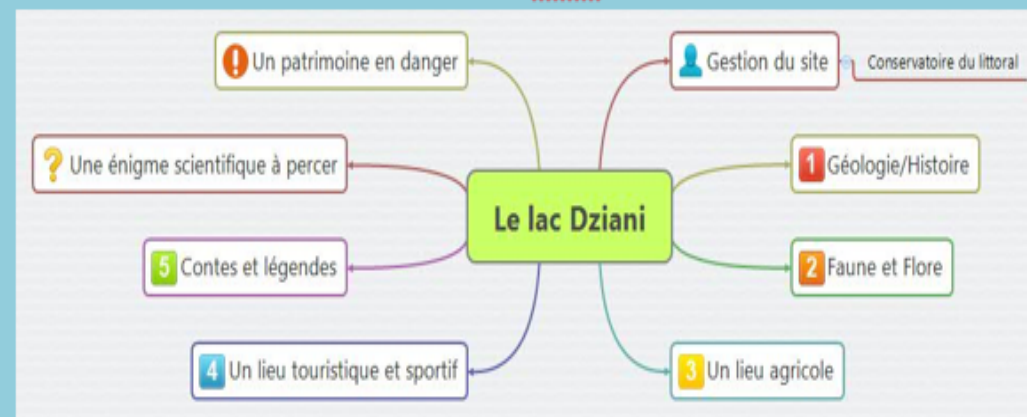 Le lac Dziani
Gestion du site
Conservatoire du littoral
1 Géologie/Histoire
2 Faune et Flore
3 Un lieu agricole
4 Un lieu touristique et sportif
5 Contes et légendes
? Une énigme scientifique à percer
! Un patrimoine en danger